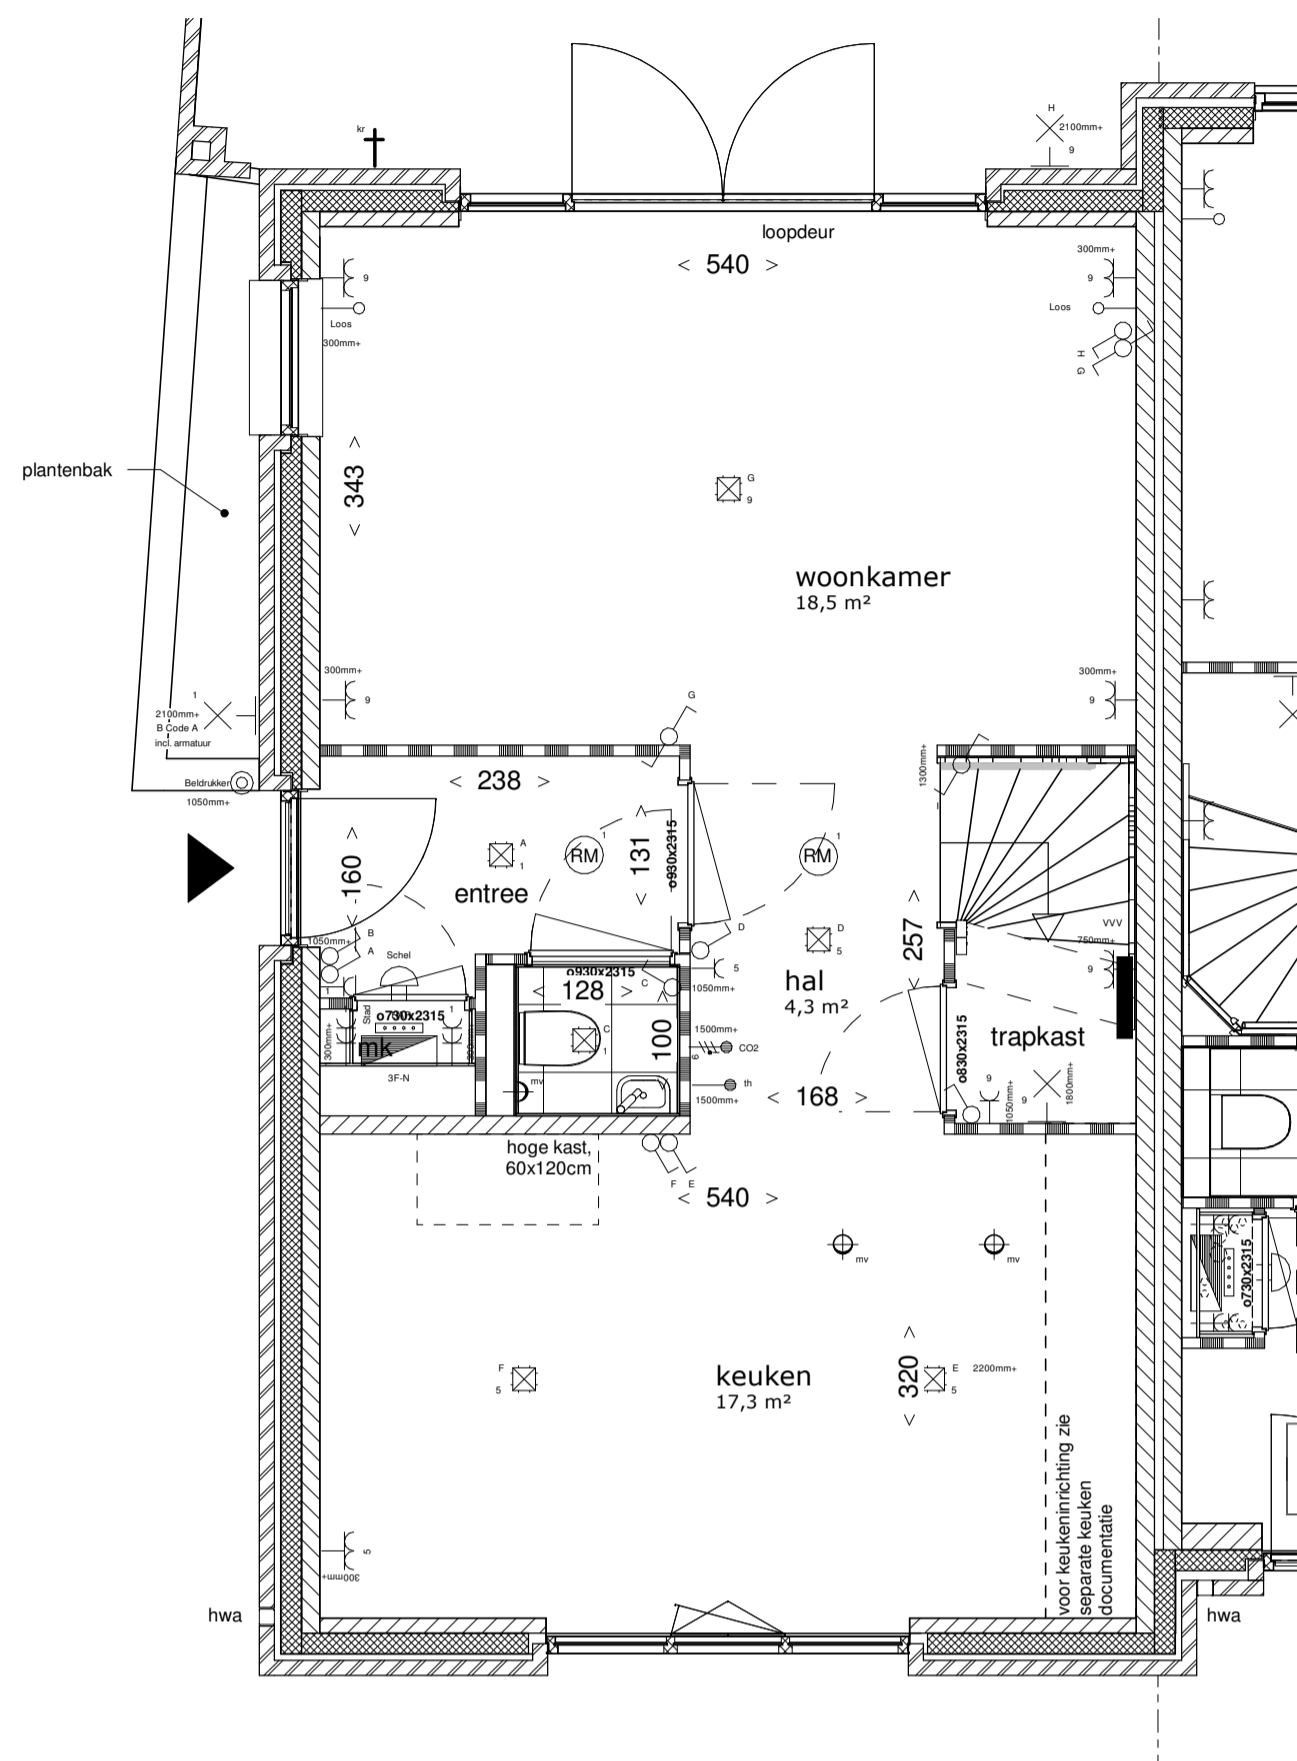 kr
H
2100mm+
9
loopdeur
< 540 >
300mm+
9
9
Loos
Loos
300mm+
H
G
plantenbak
< 343 >
G
9
woonkamer
18,5 m²
300mm+
9
300mm+
9
1
2100mm+
B Code A
incl. armatuur
G
Beldrukker
1050mm+
< 238 >
1300mm+
A
1
RM
1
< 131 >
o930x2315
RM
1
< 160 >
entree
B
A
1050mm+
Schel
D
D
5
< 257 >
VVV
750mm+
9
hal
4,3 m²
5
1050mm+
o930x2315
C
< 128 >
1
1
Stad
o730x2315
300mm+
mk
3F-N
C
1
100
mv
1500mm+
6
CO2
th
1500mm+
< 168 >
trapkast
o830x2315
9
1050mm+
9
1800mm+
hoge kast,
60x120cm
F
E
< 540 >
mv
mv
o730x2315
F
5
keuken
17,3 m²
< 320 >
E
5
2200mm+
voor keukeninrichting zie
separate keuken
documentatie
5
300mm+
hwa
hwa